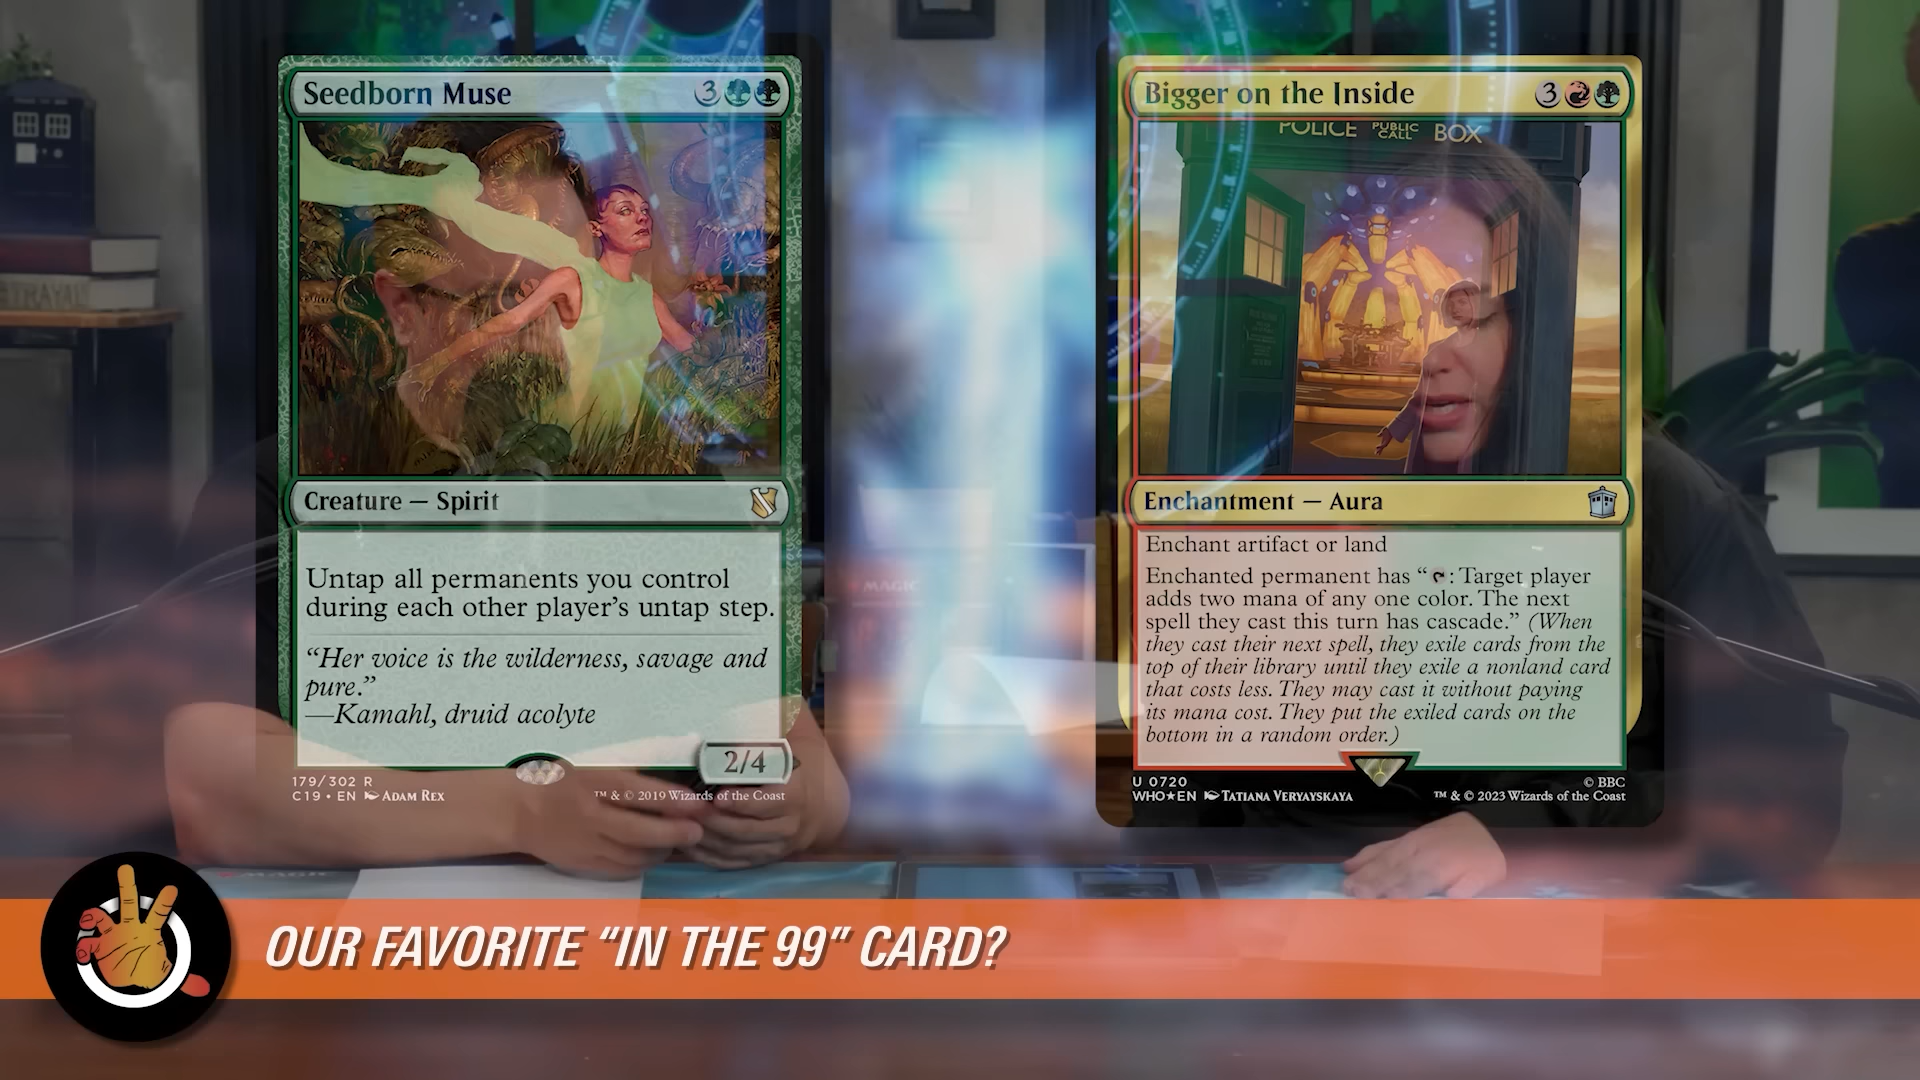 Seedborn Muse
3
Creature — Spirit
Untap all permanents you control
during each other player's untap step.
“Her voice is the wilderness, savage and
pure.”
—Kamahl, druid acolyte
2/4
179/302 R
C19 • EN ADAM REX
™ & © 2019 Wizards of the Coast
Bigger on the Inside
3
POLICE PUBLIC CALL BOX
Enchantment — Aura
Enchant artifact or land
Enchanted permanent has “ : Target player
adds two mana of any one color. The next
spell they cast this turn has cascade.” (When
they cast their next spell, they exile cards from the
top of their library until they exile a nonland card
that costs less. They may cast it without paying
its mana cost. They put the exiled cards on the
bottom in a random order.)
U 0720
WHO★EN TATIANA VERYAYSKAYA
© BBC
™ & © 2023 Wizards of the Coast
MAGIC
OUR FAVORITE “IN THE 99” CARD?